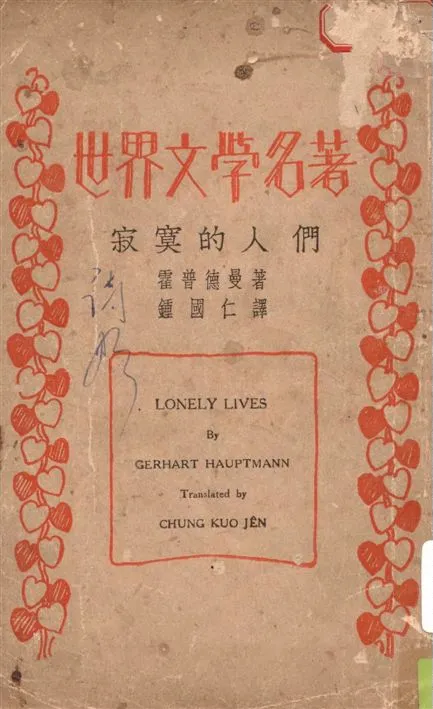 世界文學名著
寂寞的人們
霍普德曼著
鍾國仁譯
LONELY LIVES
By
GERHART HAUPTMANN
Translated by
CHUNG KUO JÊN